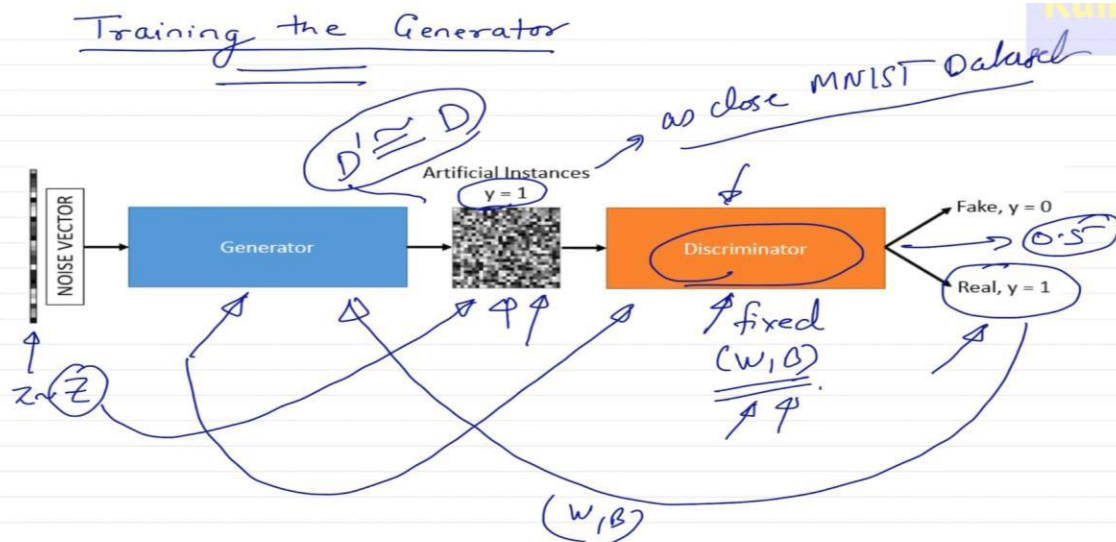 Training the Generator
as close MNIST Dataset
D' ≅ D
Artificial Instances
y = 1
NOISE VECTOR
Generator
Discriminator
Fake, y = 0
0.5
Real, y = 1
fixed
(W,B)
z~Z
(W,B)